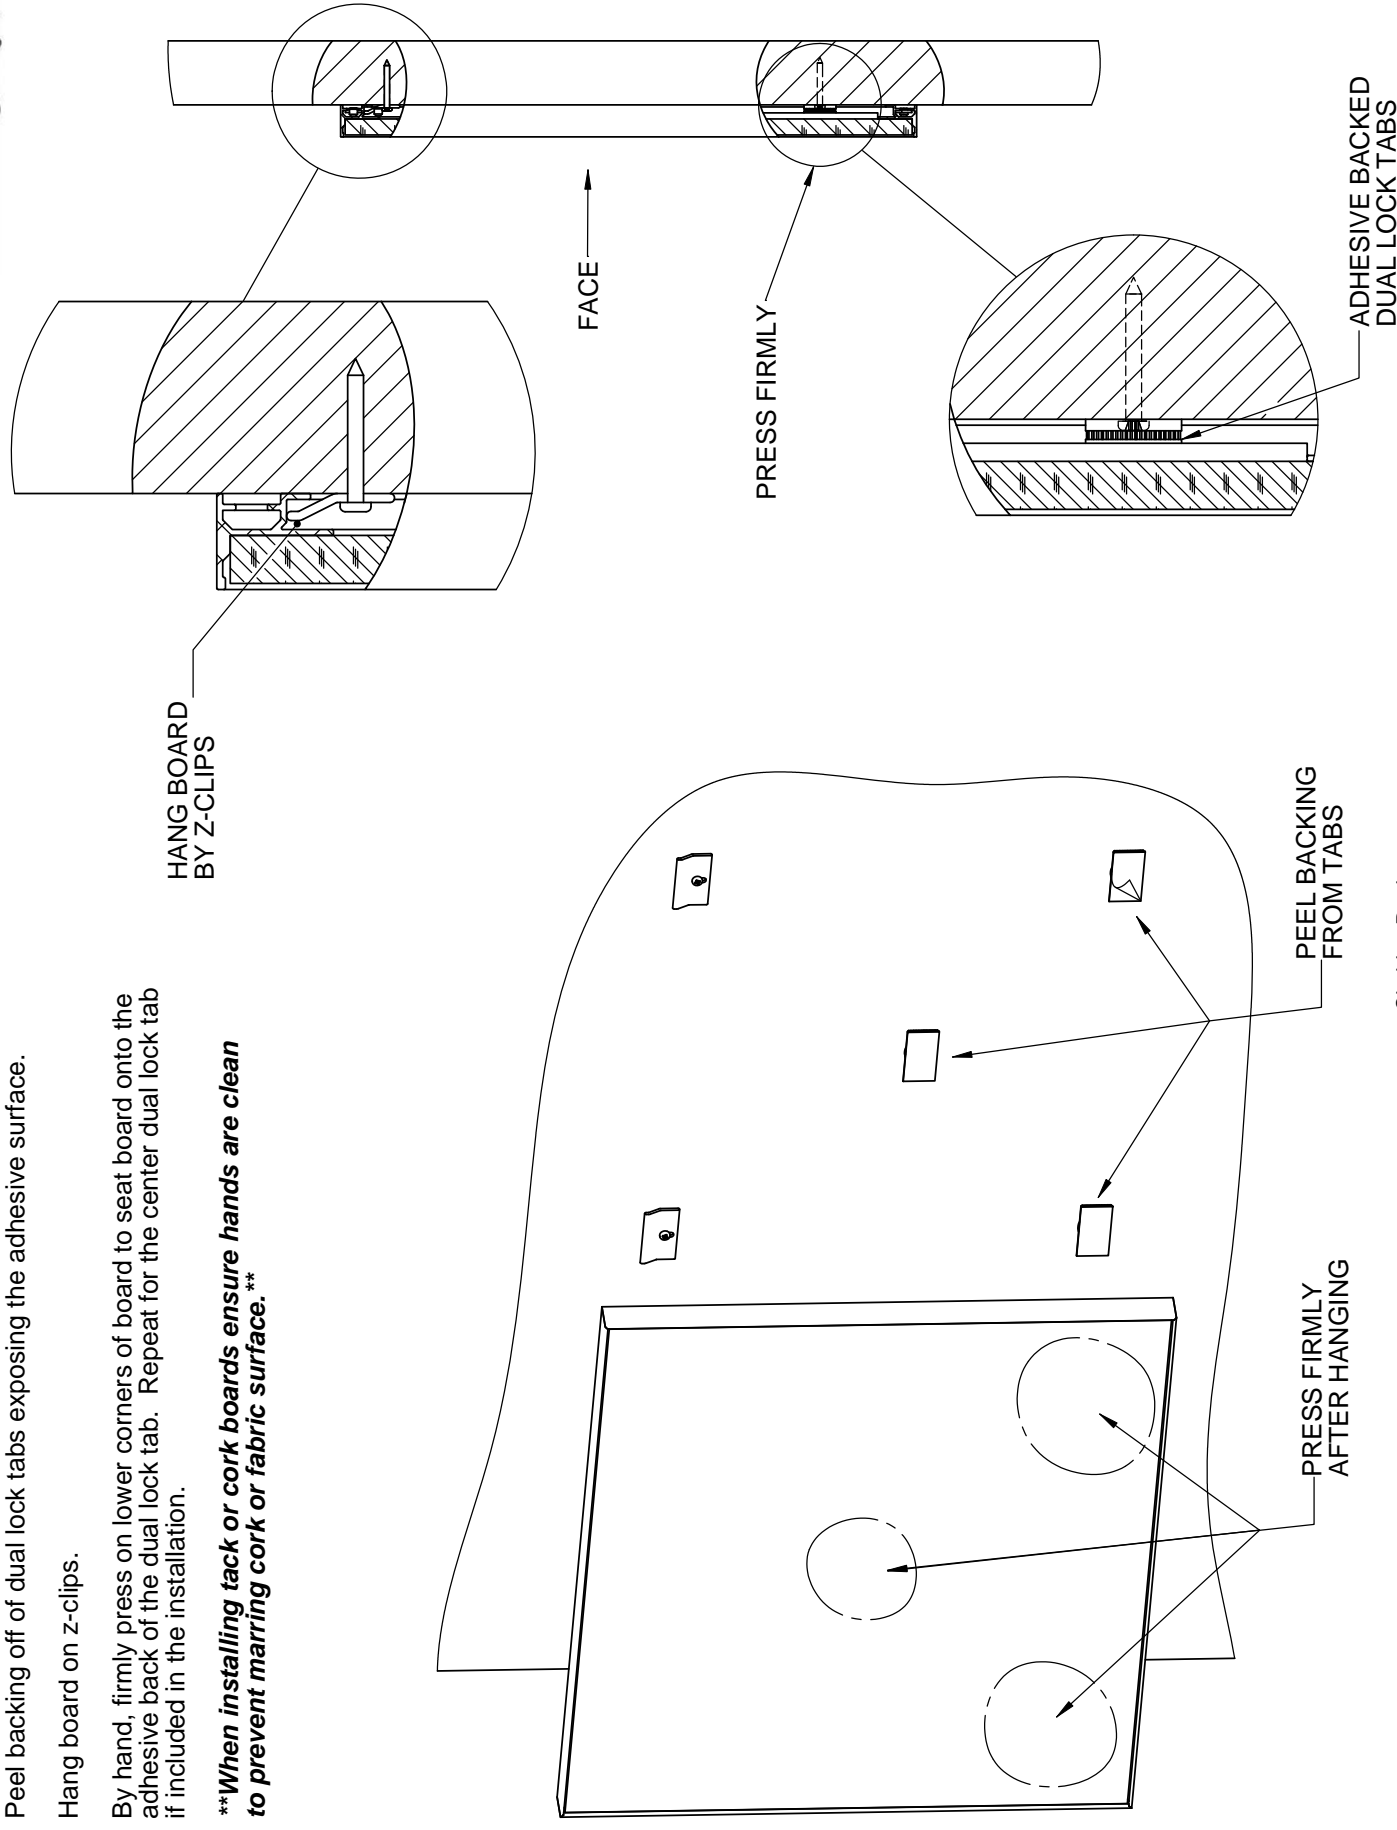 Peel backing off of dual lock tabs exposing the adhesive surface.
Hang board on z-clips.
By hand, firmly press on lower corners of board to seat board onto the
adhesive back of the dual lock tab.  Repeat for the center dual lock tab
if included in the installation.
**When installing tack or cork boards ensure hands are clean
to prevent marring cork or fabric surface.**
HANG BOARD
BY Z-CLIPS
FACE
PRESS FIRMLY
ADHESIVE BACKED
DUAL LOCK TABS
PEEL BACKING
FROM TABS
PRESS FIRMLY
AFTER HANGING